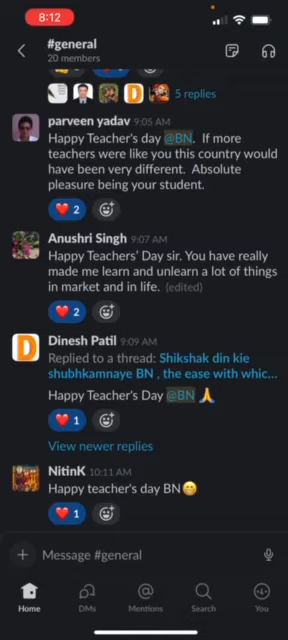 8:12
#general
20 members
5 replies
parveen yadav 9:05 AM
Happy Teacher's day @BN. If more
teachers were like you this country would
have been very different. Absolute
pleasure being your student.
2
Anushri Singh 9:07 AM
Happy Teachers' Day sir. You have really
made me learn and unlearn a lot of things
in market and in life. (edited)
2
D
Dinesh Patil 9:09 AM
Replied to a thread: Shikshak din kie
shubhkamnaye BN , the ease with whic...
Happy Teacher's Day @BN 🙏
1
View newer replies
NitinK 10:11 AM
Happy teacher's day BN😁
1
Message #general
Home DMs Mentions Search You